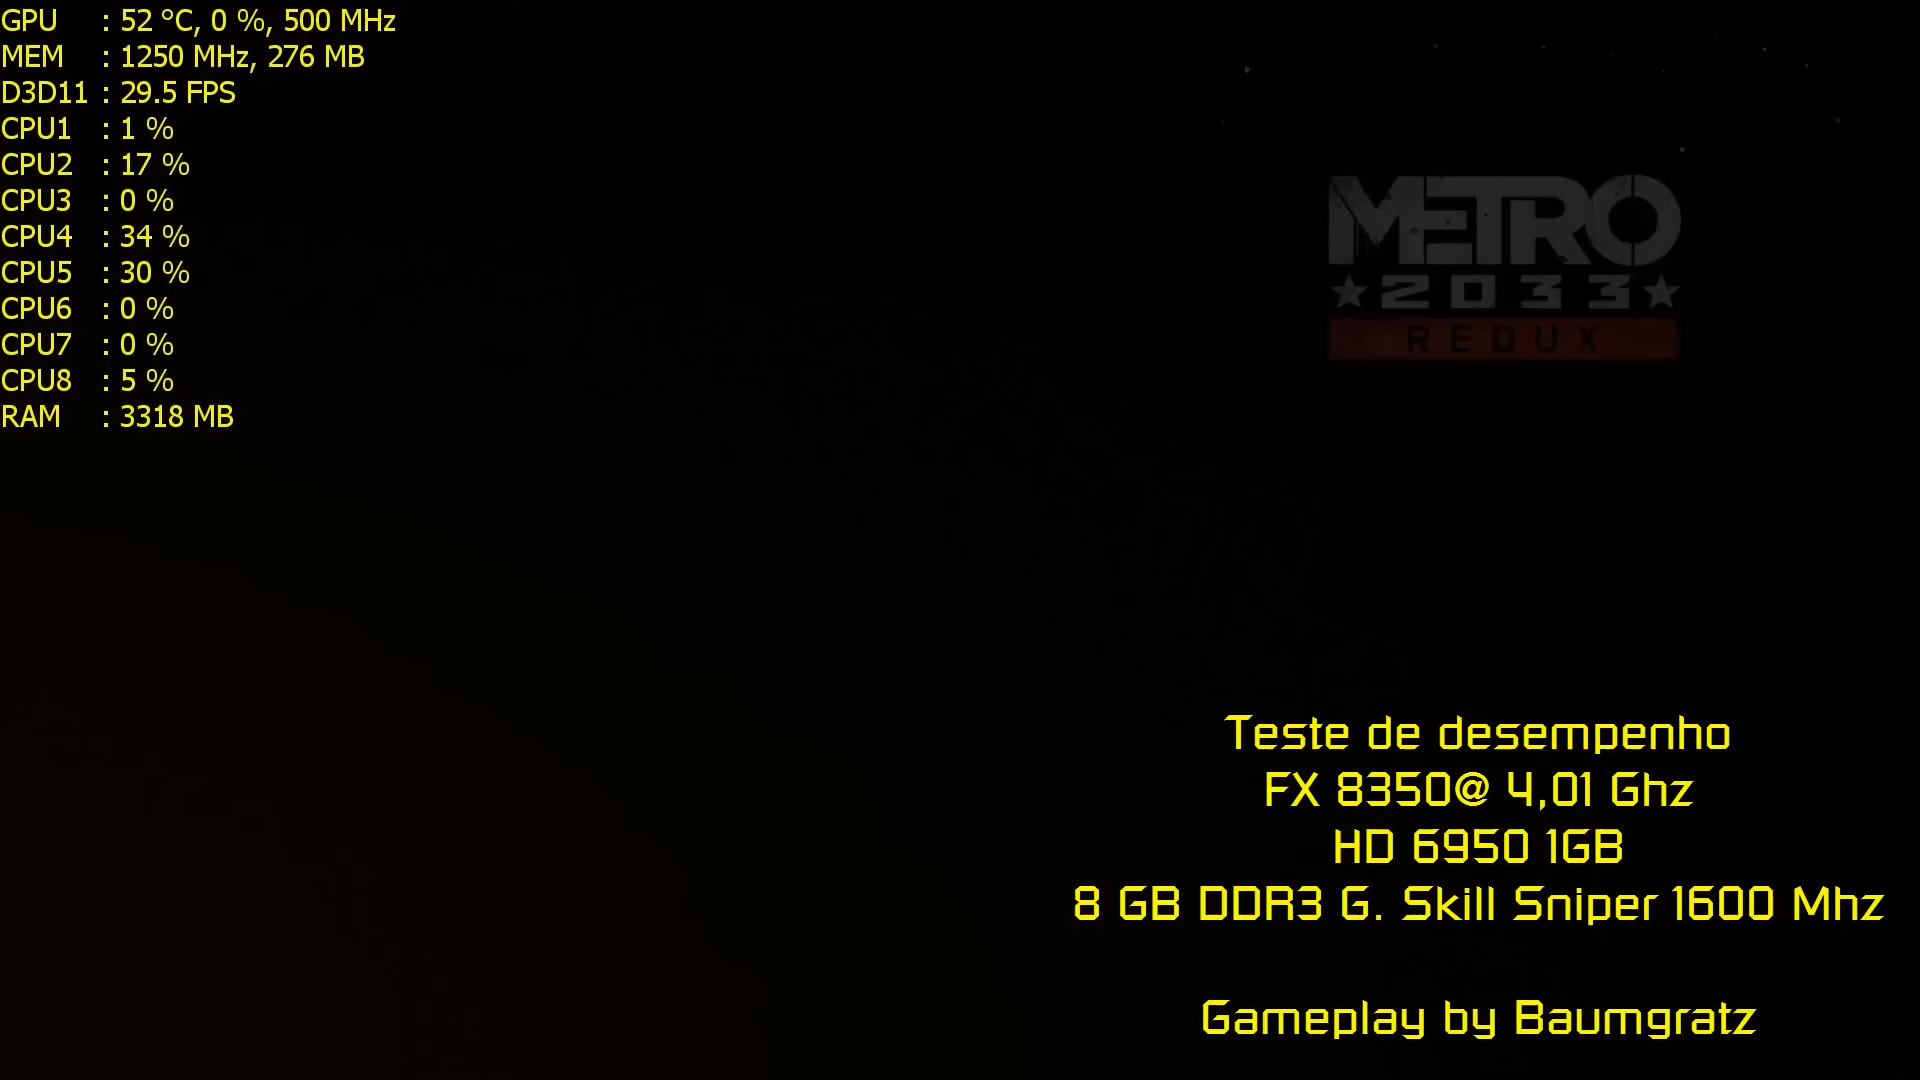 GPU : 52 °C, 0 %, 500 MHz
MEM : 1250 MHz, 276 MB
D3D11 : 29.5 FPS
CPU1 : 1 %
CPU2 : 17 %
CPU3 : 0 %
CPU4 : 34 %
CPU5 : 30 %
CPU6 : 0 %
CPU7 : 0 %
CPU8 : 5 %
RAM : 3318 MB
METRO
2033
REDUX
Teste de desempenho
FX 8350@ 4,01 Ghz
HD 6950 1GB
8 GB DDR3 G. Skill Sniper 1600 Mhz
Gameplay by Baumgratz